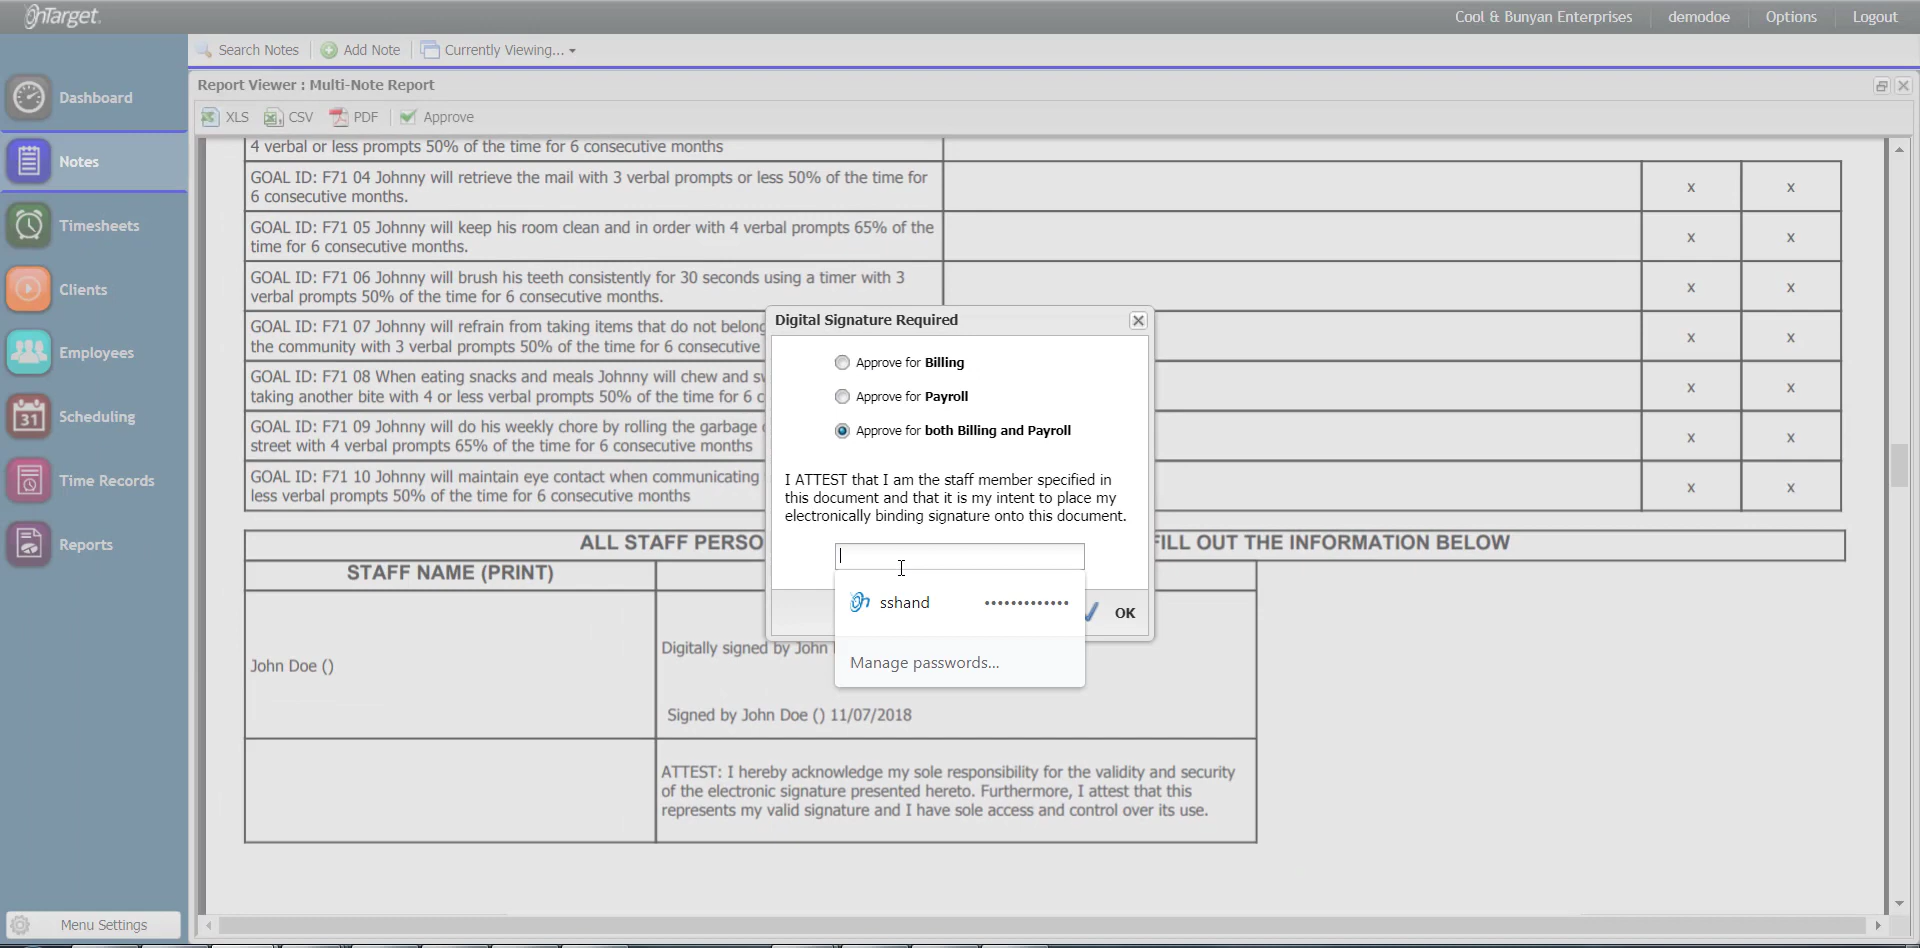 OnTarget
Cool & Bunyan Enterprises demodoe Options Logout
Search Notes Add Note Currently Viewing...
Report Viewer : Multi-Note Report
XLS CSV PDF Approve
Dashboard
Notes
Timesheets
Clients
Employees
31 Scheduling
Time Records
Reports
Menu Settings
4 verbal or less prompts 50% of the time for 6 consecutive months
GOAL ID: F71 04 Johnny will retrieve the mail with 3 verbal prompts or less 50% of the time for
6 consecutive months.
x x
GOAL ID: F71 05 Johnny will keep his room clean and in order with 4 verbal prompts 65% of the
time for 6 consecutive months.
x x
GOAL ID: F71 06 Johnny will brush his teeth consistently for 30 seconds using a timer with 3
verbal prompts 50% of the time for 6 consecutive months.
x x
GOAL ID: F71 07 Johnny will refrain from taking items that do not belong
the community with 3 verbal prompts 50% of the time for 6 consecutive
x x
GOAL ID: F71 08 When eating snacks and meals Johnny will chew and sw
taking another bite with 4 or less verbal prompts 50% of the time for 6 c
x x
GOAL ID: F71 09 Johnny will do his weekly chore by rolling the garbage
street with 4 verbal prompts 65% of the time for 6 consecutive months
x x
GOAL ID: F71 10 Johnny will maintain eye contact when communicating
less verbal prompts 50% of the time for 6 consecutive months
x x
Digital Signature Required
Approve for Billing
Approve for Payroll
Approve for both Billing and Payroll
I ATTEST that I am the staff member specified in
this document and that it is my intent to place my
electronically binding signature onto this document.
sshand •••••••••••••
Manage passwords...
OK
ALL STAFF PERSO FILL OUT THE INFORMATION BELOW
STAFF NAME (PRINT)
John Doe ()
Digitally signed by John
Signed by John Doe () 11/07/2018
ATTEST: I hereby acknowledge my sole responsibility for the validity and security
of the electronic signature presented hereto. Furthermore, I attest that this
represents my valid signature and I have sole access and control over its use.